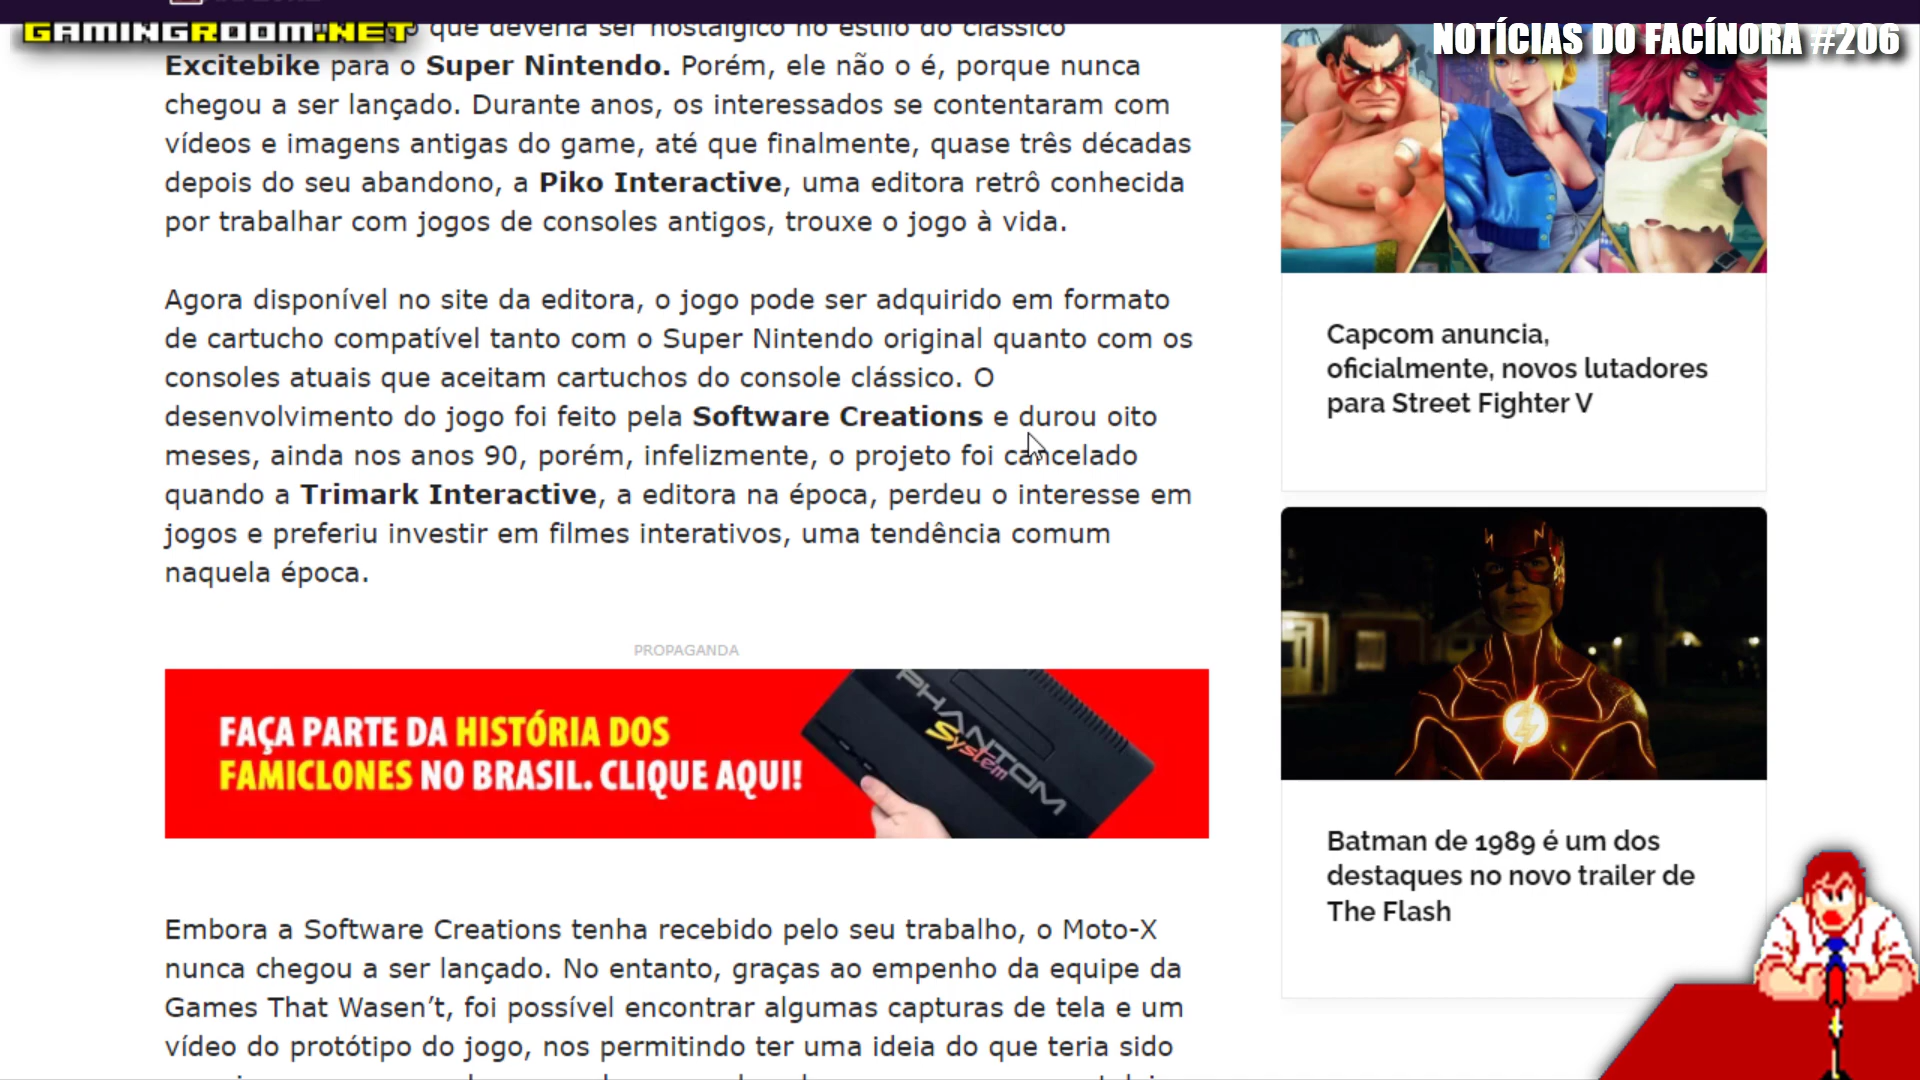 GAMINGROOM.NET
NOTÍCIAS DO FACÍNORA #206
que deveria ser nostálgico no estilo do clássico
Excitebike para o Super Nintendo. Porém, ele não o é, porque nunca
chegou a ser lançado. Durante anos, os interessados se contentaram com
vídeos e imagens antigas do game, até que finalmente, quase três décadas
depois do seu abandono, a Piko Interactive, uma editora retrô conhecida
por trabalhar com jogos de consoles antigos, trouxe o jogo à vida.
Agora disponível no site da editora, o jogo pode ser adquirido em formato
de cartucho compatível tanto com o Super Nintendo original quanto com os
consoles atuais que aceitam cartuchos do console clássico. O
desenvolvimento do jogo foi feito pela Software Creations e durou oito
meses, ainda nos anos 90, porém, infelizmente, o projeto foi cancelado
quando a Trimark Interactive, a editora na época, perdeu o interesse em
jogos e preferiu investir em filmes interativos, uma tendência comum
naquela época.
PROPAGANDA
FAÇA PARTE DA HISTÓRIA DOS
FAMICLONES NO BRASIL. CLIQUE AQUI!
PHANTOM
System
Embora a Software Creations tenha recebido pelo seu trabalho, o Moto-X
nunca chegou a ser lançado. No entanto, graças ao empenho da equipe da
Games That Wasen’t, foi possível encontrar algumas capturas de tela e um
vídeo do protótipo do jogo, nos permitindo ter uma ideia do que teria sido
Capcom anuncia,
oficialmente, novos lutadores
para Street Fighter V
Batman de 1989 é um dos
destaques no novo trailer de
The Flash